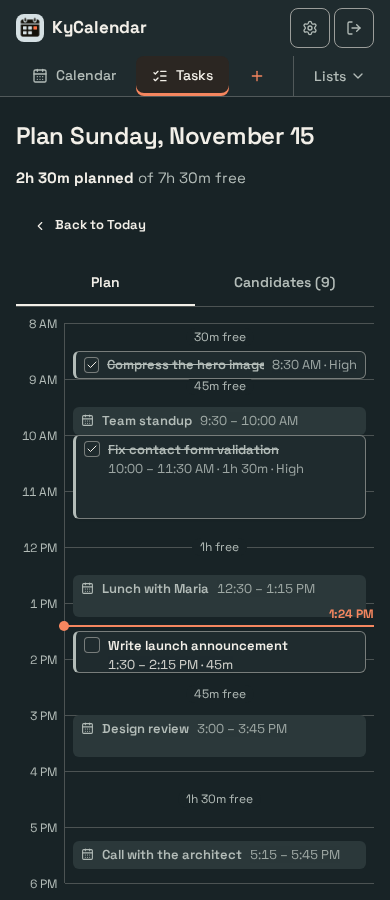 KyCalendar
Calendar
Tasks
+
Lists
Plan Sunday, November 15
2h 30m planned of 7h 30m free
Back to Today
Plan
Candidates (9)
8 AM
30m free
Compress the hero image 8:30 AM · High
9 AM
45m free
Team standup 9:30 – 10:00 AM
10 AM
Fix contact form validation
10:00 – 11:30 AM · 1h 30m · High
11 AM
12 PM
1h free
Lunch with Maria 12:30 – 1:15 PM
1 PM
1:24 PM
Write launch announcement
1:30 – 2:15 PM · 45m
2 PM
45m free
3 PM
Design review 3:00 – 3:45 PM
4 PM
1h 30m free
5 PM
Call with the architect 5:15 – 5:45 PM
6 PM